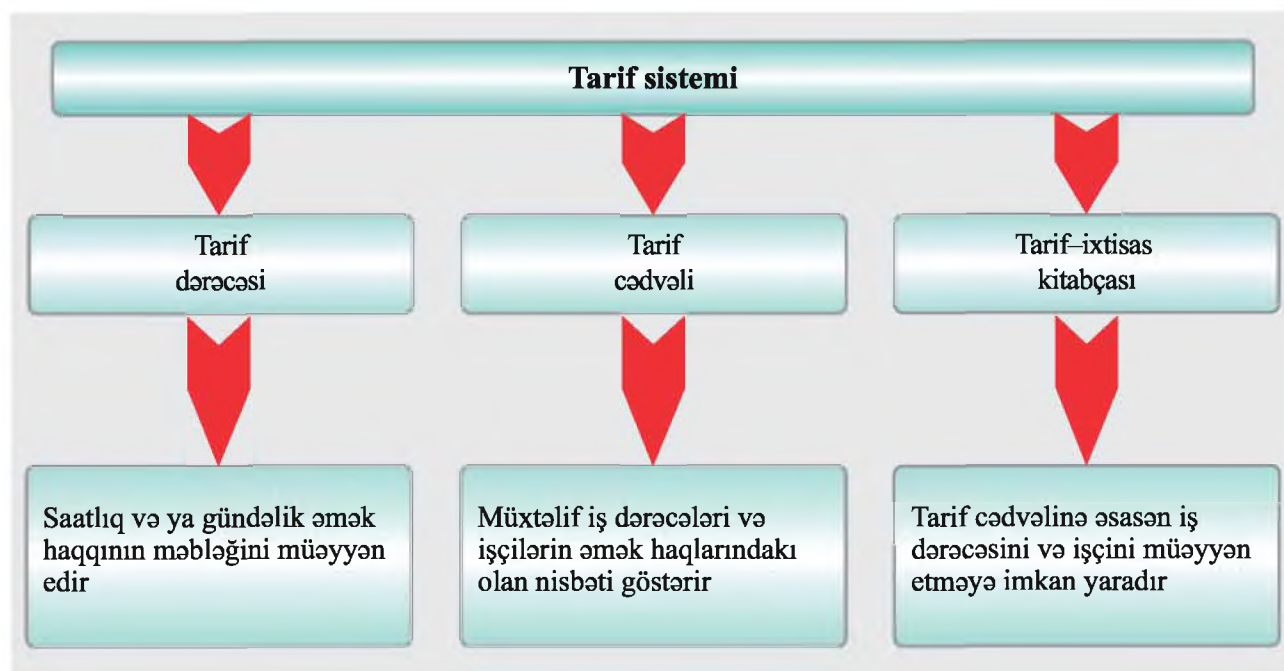 Tarif sistemi
Tarif
dərəcəsi
Tarif
cədvəli
Tarif–ixtisas
kitabçası
Saatlıq və ya gündəlik əmək
haqqının məbləğini müəyyən
edir
Müxtəlif iş dərəcələri və
işçilərin əmək haqlarındakı
olan nisbəti göstərir
Tarif cədvəlinə əsasən iş
dərəcəsini və işçini müəyyən
etməyə imkan yaradır